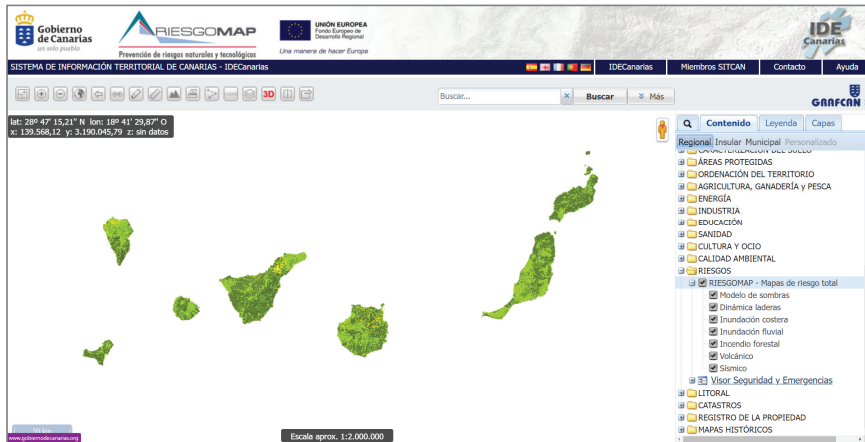 Gobierno
de Canarias
un solo pueblo
RIESGOMAP
Prevención de riesgos naturales y tecnológicos
UNIÓN EUROPEA
Fondo Europeo de
Desarrollo Regional
Una manera de hacer Europa
IDE
Canarias
SISTEMA DE INFORMACIÓN TERRITORIAL DE CANARIAS - IDECanarias
IDECanarias
Miembros SITCAN
Contacto
Ayuda
3D
Buscar...
×
Buscar
Más
GRAFCAN
lat: 28º 47' 15,21" N lon: 18º 41' 29,87" O
x: 139.568,12 y: 3.190.045,79 z: sin datos
Contenido
Leyenda
Capas
Regional Insular Municipal Personalizado
CARACTERIZACIÓN DEL SUELO
ÁREAS PROTEGIDAS
ORDENACIÓN DEL TERRITORIO
AGRICULTURA, GANADERÍA y PESCA
ENERGÍA
INDUSTRIA
EDUCACIÓN
SANIDAD
CULTURA Y OCIO
CALIDAD AMBIENTAL
RIESGOS
RIESGOMAP - Mapas de riesgo total
Modelo de sombras
Dinámica laderas
Inundación costera
Inundación fluvial
Incendio forestal
Volcánico
Sísmico
Visor Seguridad y Emergencias
LITORAL
CATASTROS
REGISTRO DE LA PROPIEDAD
MAPAS HISTÓRICOS
50 km
www.gobiernodecanarias.org
Escala aprox. 1:2.000.000